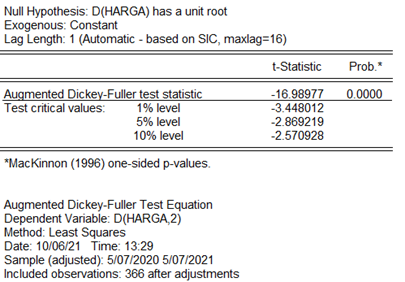 Null Hypothesis: D(HARGA) has a unit root
Exogenous: Constant
Lag Length: 1 (Automatic - based on SIC, maxlag=16)
t-Statistic Prob.*
Augmented Dickey-Fuller test statistic -16.98977 0.0000
Test critical values: 1% level -3.448012
5% level -2.869219
10% level -2.570928
*MacKinnon (1996) one-sided p-values.
Augmented Dickey-Fuller Test Equation
Dependent Variable: D(HARGA,2)
Method: Least Squares
Date: 10/06/21 Time: 13:29
Sample (adjusted): 5/07/2020 5/07/2021
Included observations: 366 after adjustments